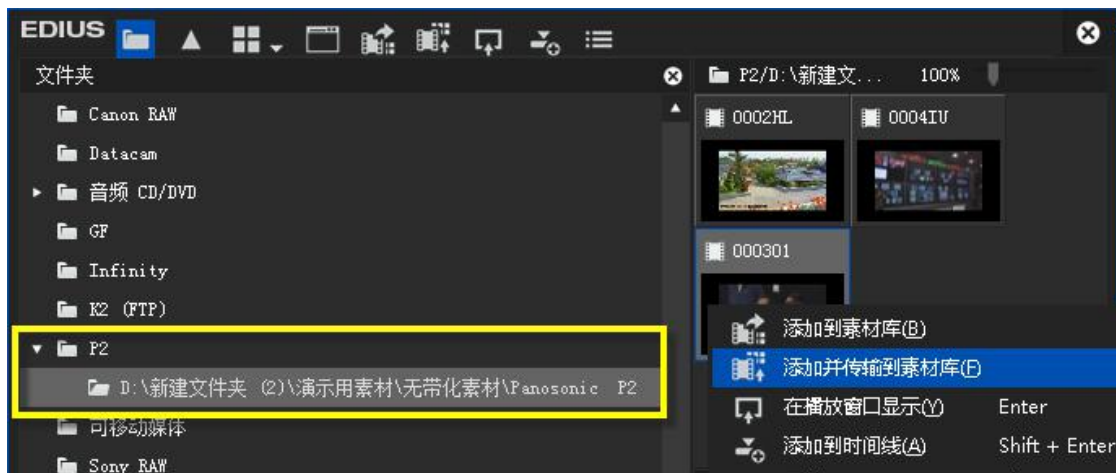 EDIUS
文件夹
Canon RAW
Datacam
音频 CD/DVD
GF
Infinity
K2 (FTP)
P2
D:\新建文件夹 (2)\演示用素材\无带化素材\Panosonic P2
可移动媒体
Sony RAW
P2/D:\新建文... 100%
0002HL 0004IU
000301
添加到素材库(B)
添加并传输到素材库(F)
在播放窗口显示(Y) Enter
添加到时间线(A) Shift + Enter